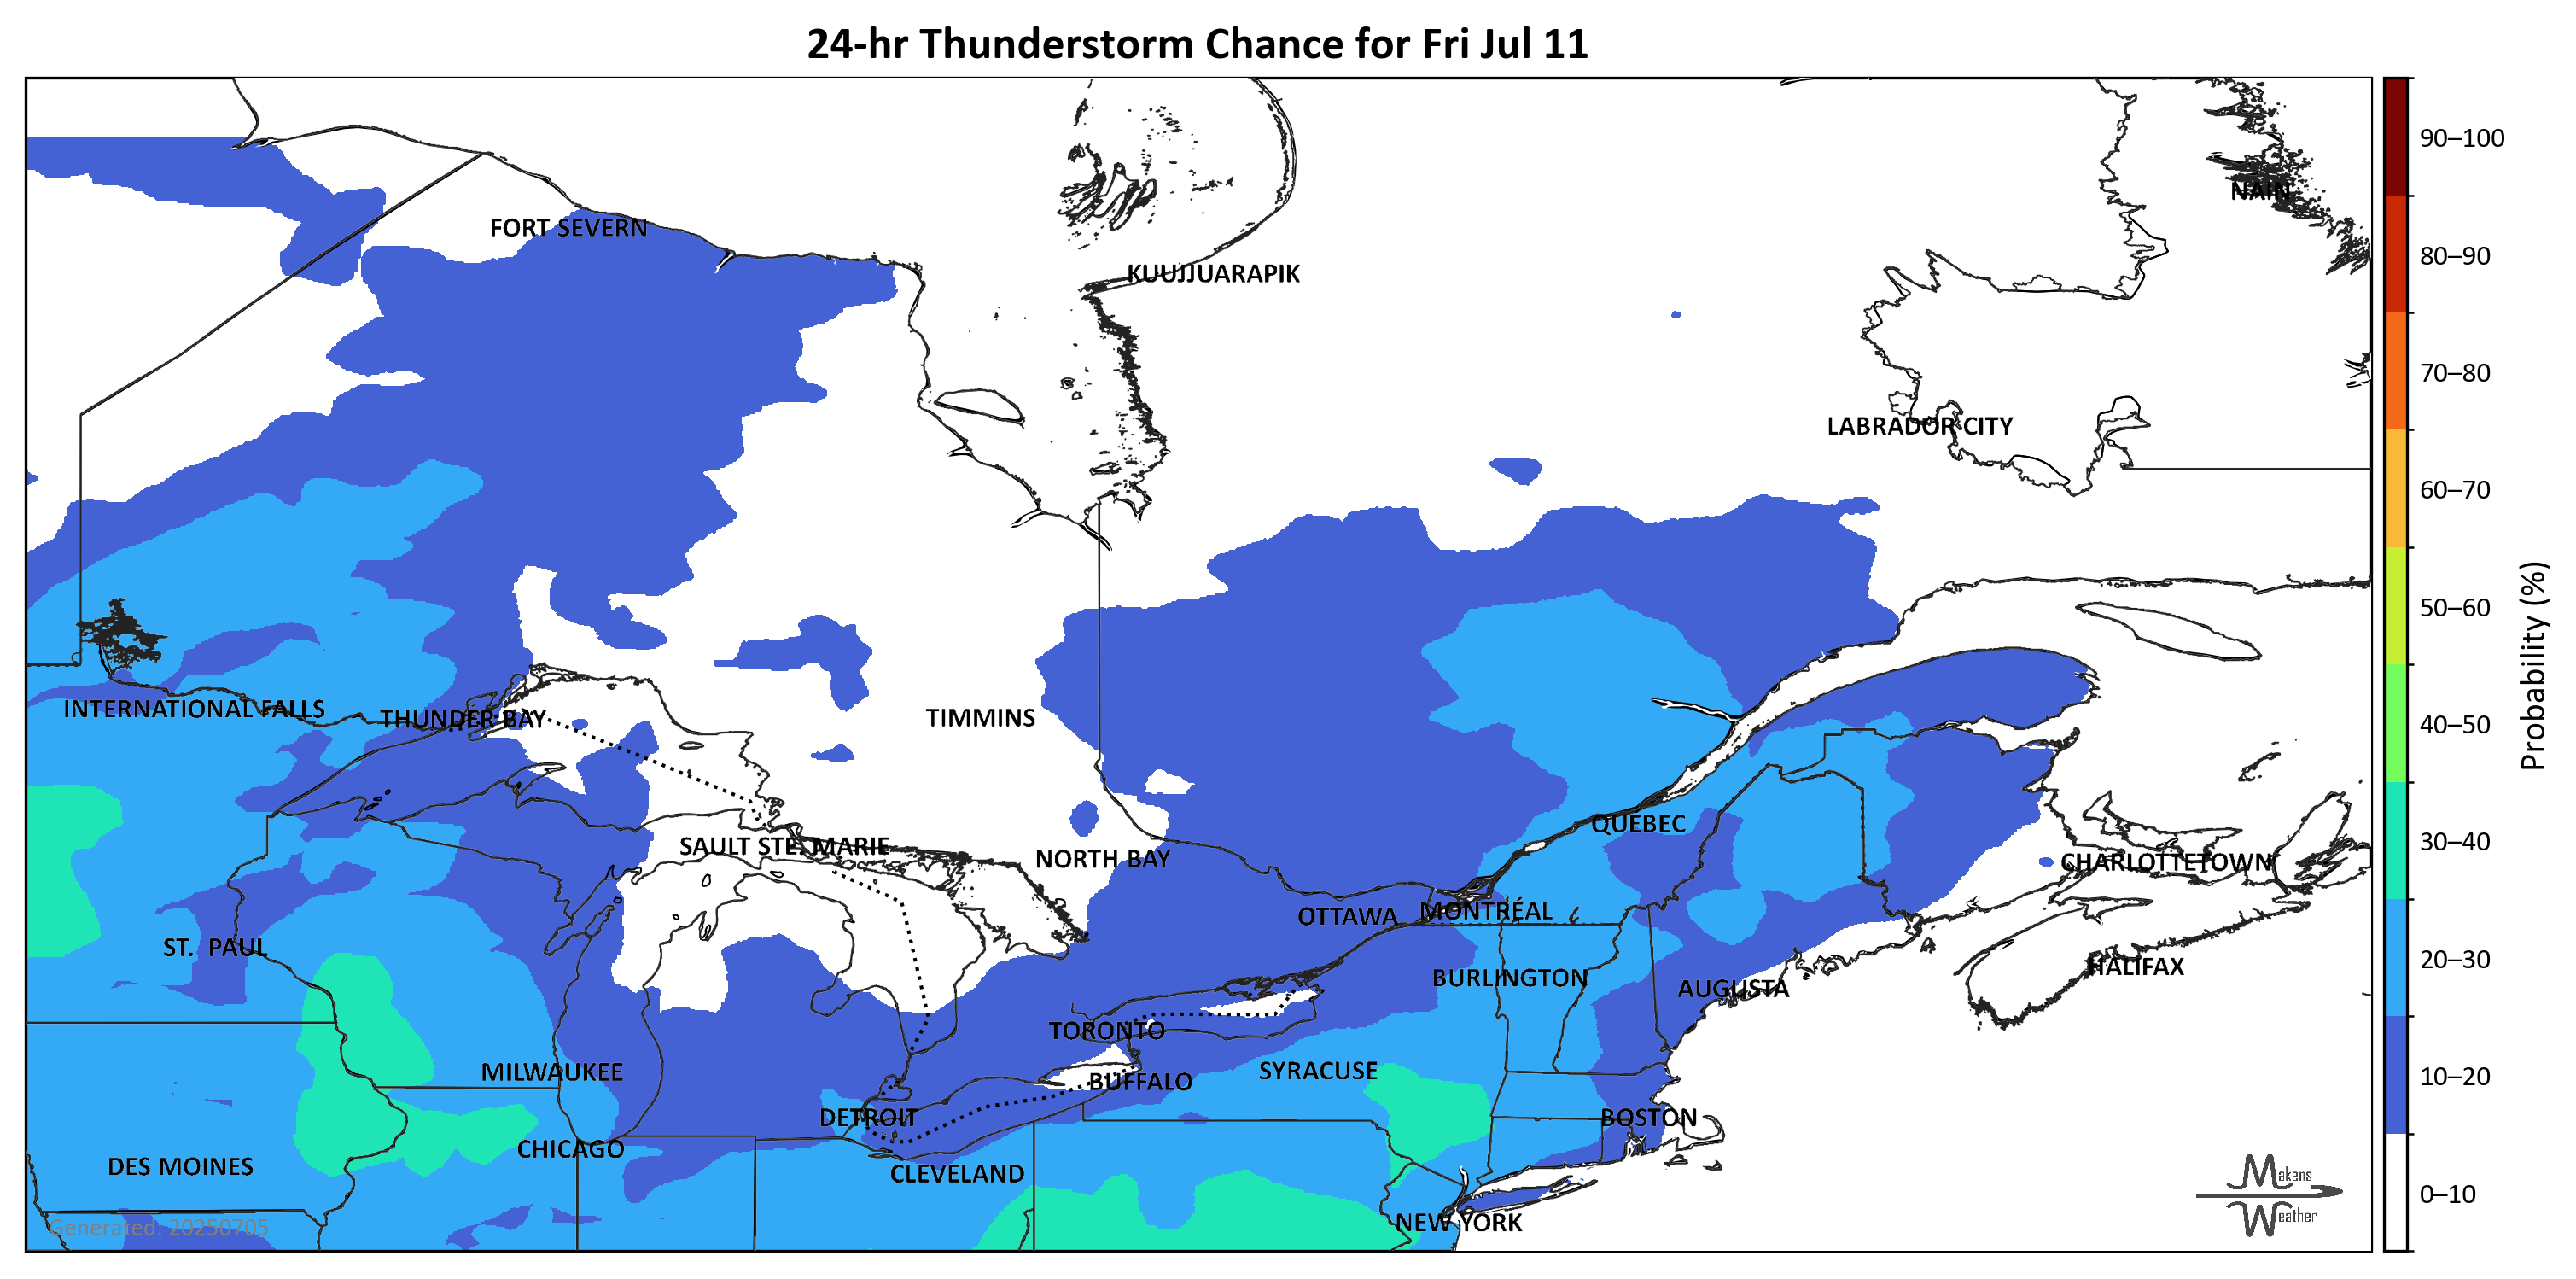 24-hr Thunderstorm Chance for Fri Jul 11
90–100
NAIN
FORT SEVERN
80–90
KUUJJUARAPIK
70–80
LABRADOR CITY
60–70
50–60
Probability (%)
INTERNATIONAL FALLS
THUNDER BAY
TIMMINS
40–50
QUEBEC
SAULT STE. MARIE
30–40
NORTH BAY
CHARLOTTETOWN
OTTAWA
MONTRÉAL
ST. PAUL
20–30
HALIFAX
BURLINGTON
AUGUSTA
TORONTO
MILWAUKEE
SYRACUSE
10–20
BUFFALO
DETROIT
BOSTON
CHICAGO
DES MOINES
CLEVELAND
Makens
Weather
0–10
NEW YORK
Generated: 20250705